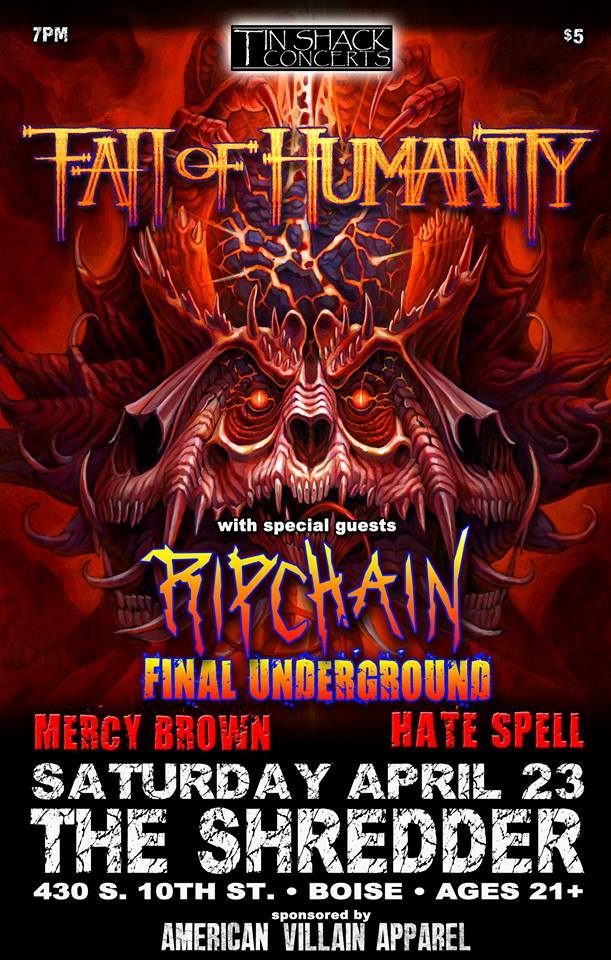 7PM
$5
TIN SHACK
CONCERTS
FALL OF HUMANITY
with special guests
RIPCHAIN
FINAL UNDERGROUND
MERCY BROWN
HATE SPELL
SATURDAY APRIL 23
THE SHREDDER
430 S. 10TH ST. • BOISE • AGES 21+
sponsored by
AMERICAN VILLAIN APPAREL